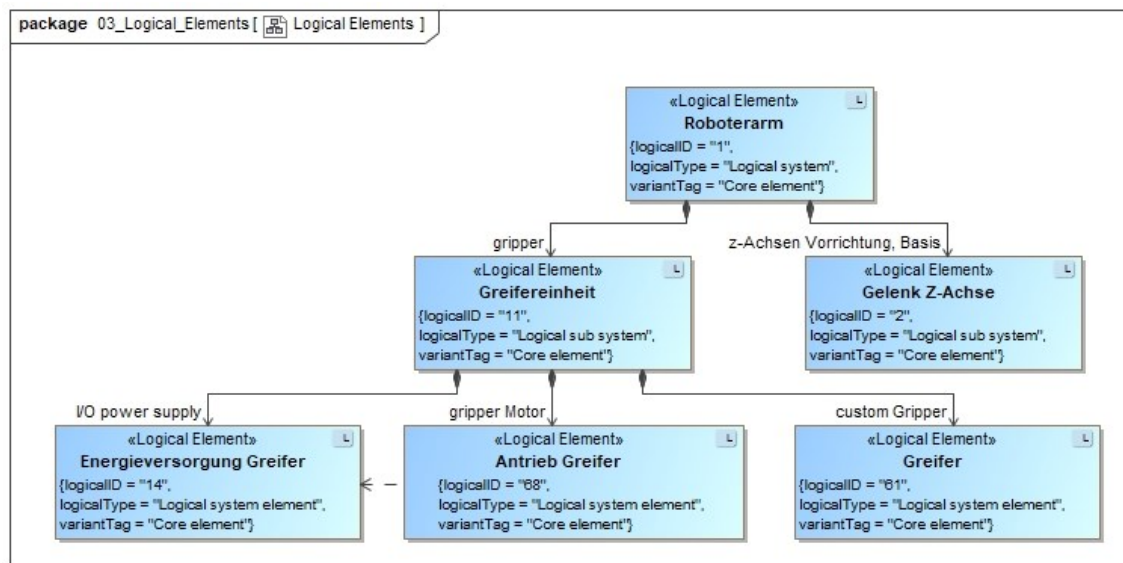 package 03_Logical_Elements [ Logical Elements ]
«Logical Element»
L
Roboterarm
{logicalID = "1",
logicalType = "Logical system",
variantTag = "Core element"}
gripper
z-Achsen Vorrichtung, Basis
«Logical Element»
L
Greifereinheit
{logicalID = "11",
logicalType = "Logical sub system",
variantTag = "Core element"}
«Logical Element»
L
Gelenk Z-Achse
{logicalID = "2",
logicalType = "Logical sub system",
variantTag = "Core element"}
I/O power supply
gripper Motor
custom Gripper
«Logical Element»
L
Energieversorgung Greifer
{logicalID = "14",
logicalType = "Logical system element",
variantTag = "Core element"}
«Logical Element»
L
Antrieb Greifer
{logicalID = "68",
logicalType = "Logical system element",
variantTag = "Core element"}
«Logical Element»
L
Greifer
{logicalID = "61",
logicalType = "Logical system element",
variantTag = "Core element"}